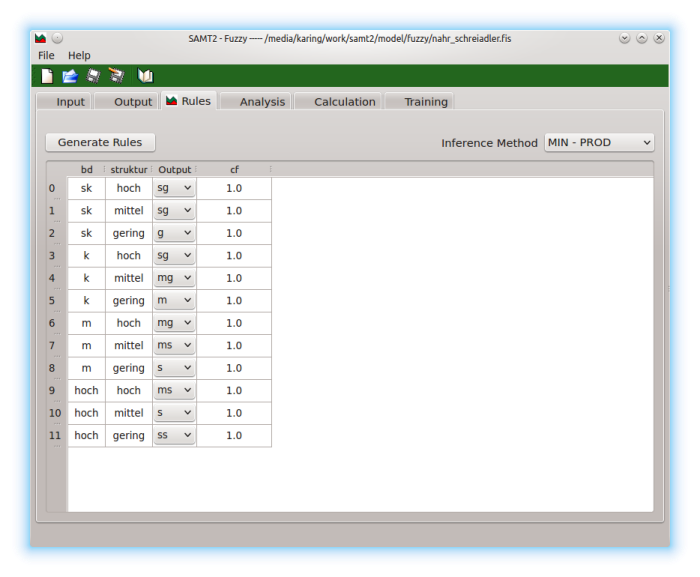 SAMT2 - Fuzzy ---- /media/karing/work/samt2/model/fuzzy/nahr_schreiadler.fis
File Help
Input Output Rules Analysis Calculation Training
Generate Rules Inference Method MIN - PROD
bd struktur Output cf
0 sk hoch sg 1.0
1 sk mittel sg 1.0
2 sk gering g 1.0
3 k hoch sg 1.0
4 k mittel mg 1.0
5 k gering m 1.0
6 m hoch mg 1.0
7 m mittel ms 1.0
8 m gering s 1.0
9 hoch hoch ms 1.0
10 hoch mittel s 1.0
11 hoch gering ss 1.0